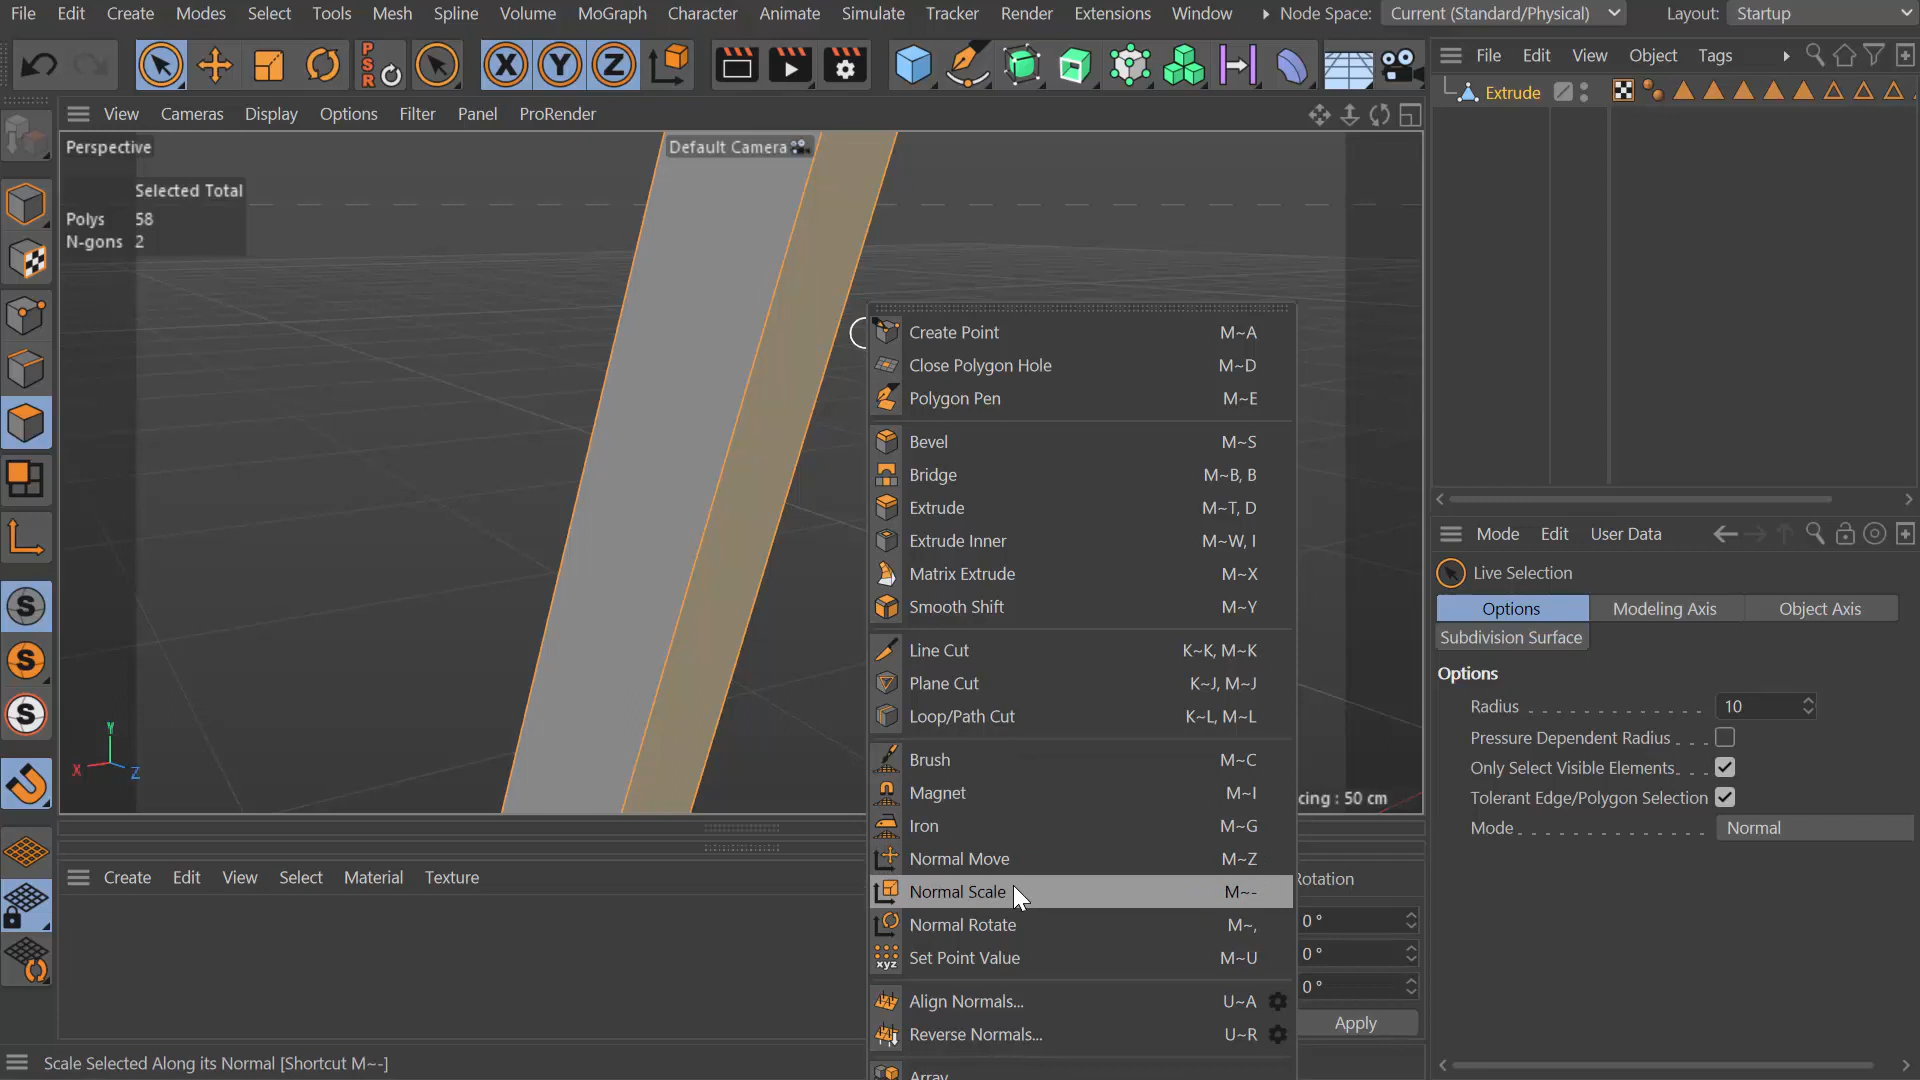 File Edit Create Modes Select Tools Mesh Spline Volume MoGraph Character Animate Simulate Tracker Render Extensions Window Node Space: Current (Standard/Physical) Layout: Startup
PSR X Y Z
File Edit View Object Tags
Extrude
View Cameras Display Options Filter Panel ProRender
Perspective
Default Camera
Selected Total
Polys 58
N-gons 2
Create Point M~A
Close Polygon Hole M~D
Polygon Pen M~E
Bevel M~S
Bridge M~B, B
Extrude M~T, D
Extrude Inner M~W, I
Matrix Extrude M~X
Smooth Shift M~Y
Line Cut K~K, M~K
Plane Cut K~J, M~J
Loop/Path Cut K~L, M~L
Brush M~C
Magnet M~I
Iron M~G
Normal Move M~Z
Normal Scale M~-
Normal Rotate M~,
xyz Set Point Value M~U
Align Normals... U~A
Reverse Normals... U~R
Array
S
S
S
Y
X
Z
cing : 50 cm
Create Edit View Select Material Texture
Rotation
0 °
0 °
0 °
Apply
Mode Edit User Data
Live Selection
Options Modeling Axis Object Axis
Subdivision Surface
Options
Radius 10
Pressure Dependent Radius
Only Select Visible Elements
Tolerant Edge/Polygon Selection
Mode Normal
Scale Selected Along its Normal [Shortcut M~-]